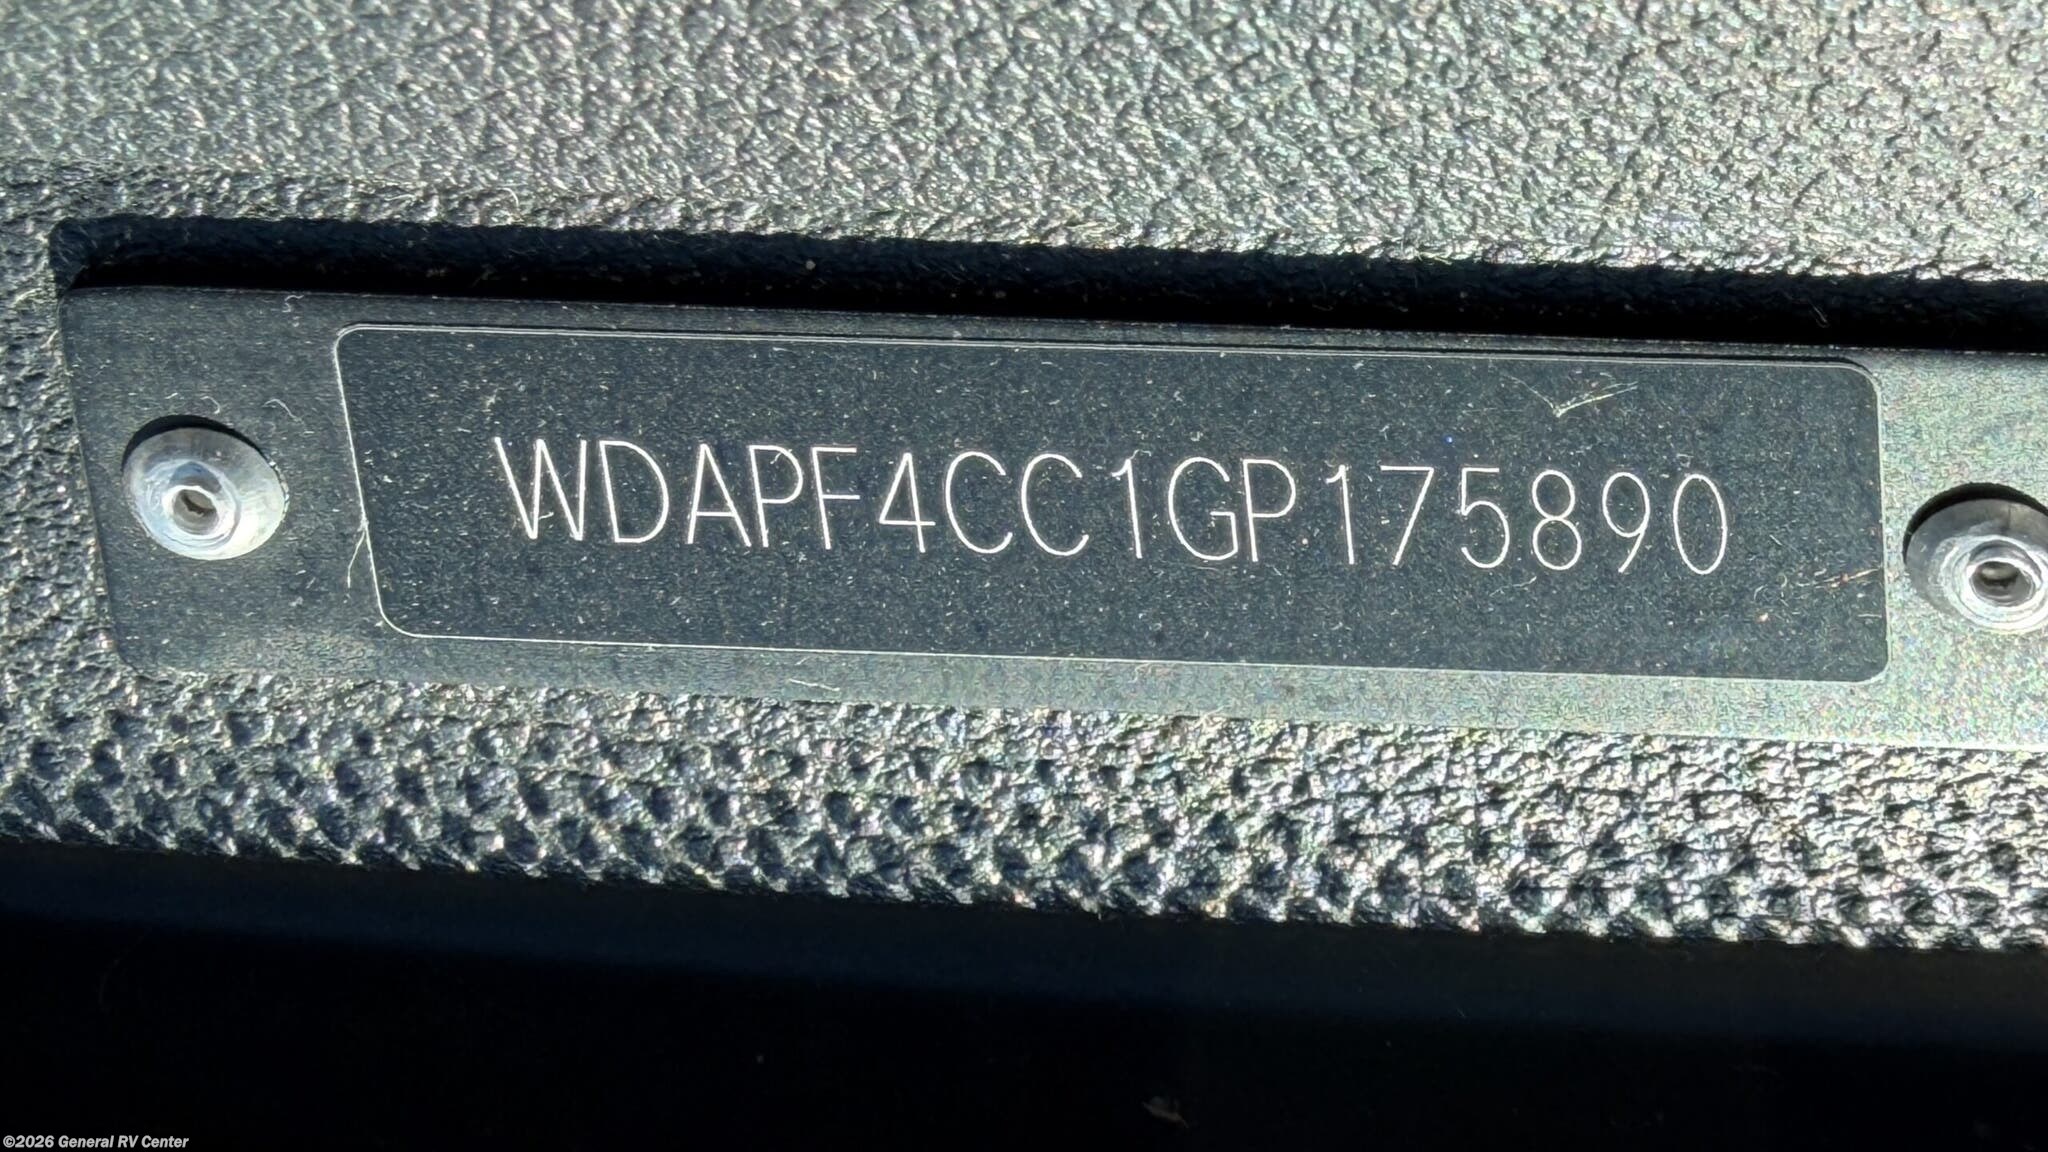 WDAPF4CC1GP175890
©2026 General RV Center